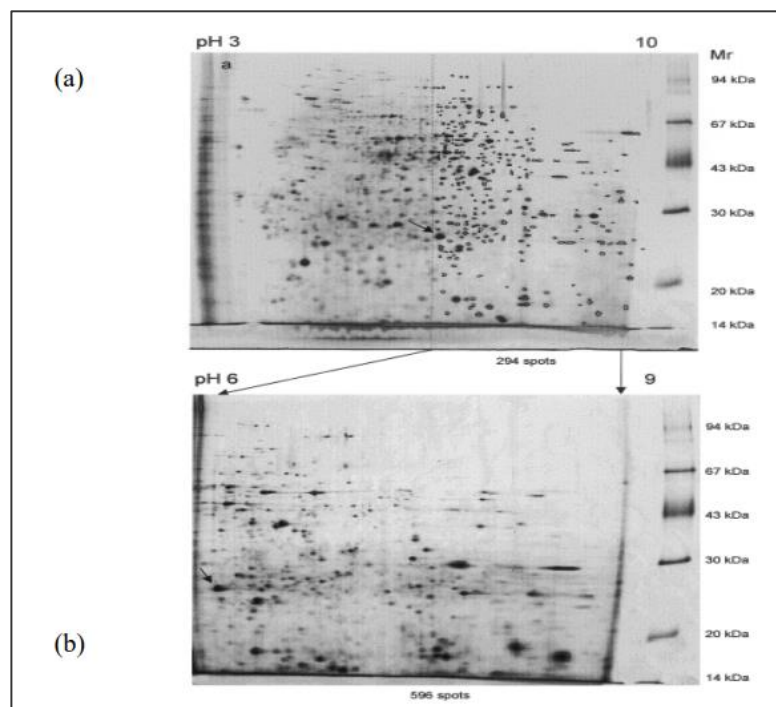 pH 3 10
(a)
a
Mr
94 kDa
67 kDa
43 kDa
30 kDa
20 kDa
14 kDa
294 spots
pH 6 9
94 kDa
67 kDa
43 kDa
30 kDa
20 kDa
(b)
14 kDa
596 spots